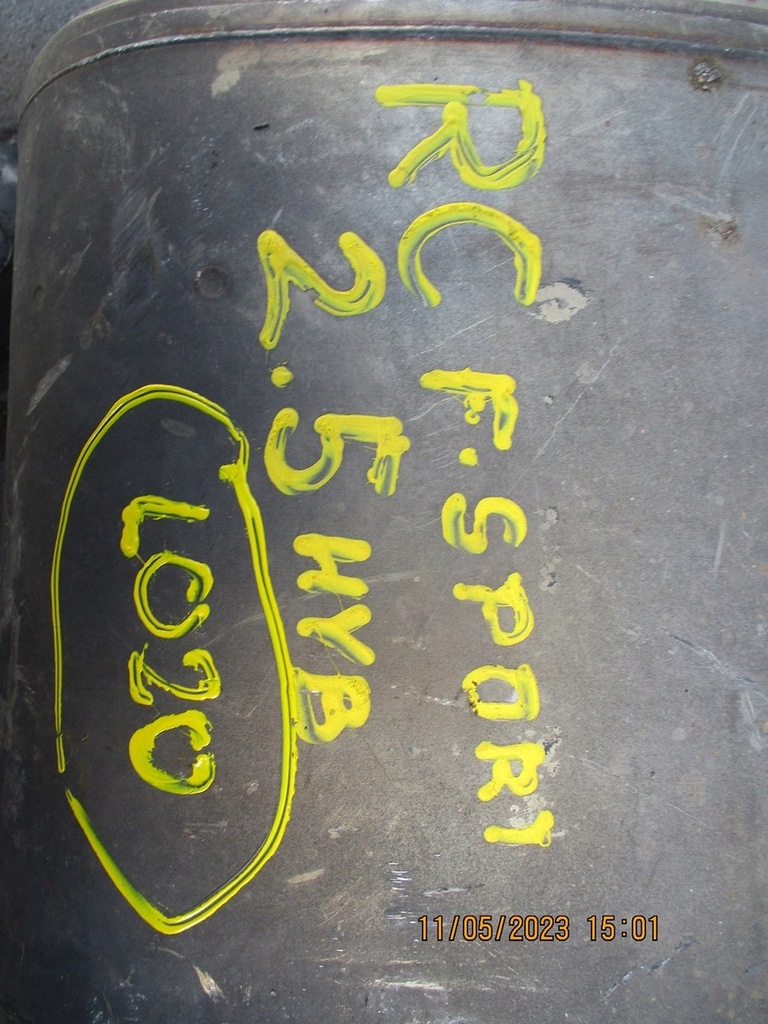 RC F.SPORT
2.5 HYB
L020
11/05/2023 15:01